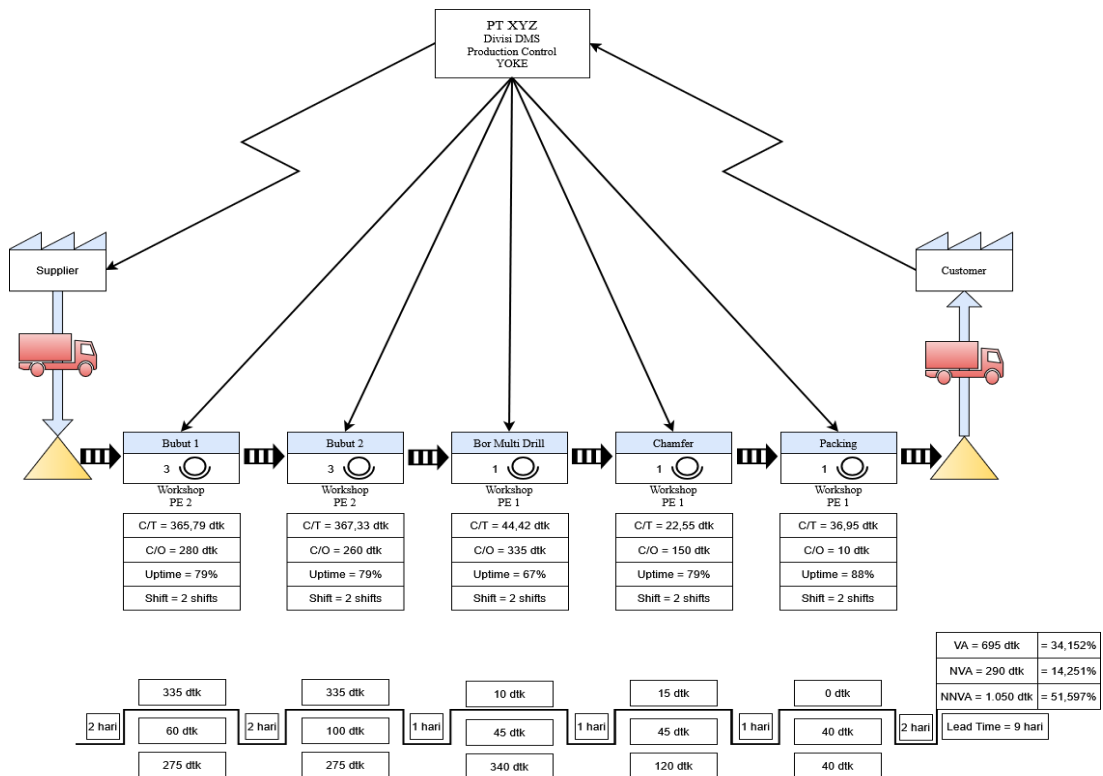 PT XYZ
Divisi DMS
Production Control
YOKE
Supplier
Customer
Bubut 1
Bubut 2
Bor Multi Drill
Chamfer
Packing
3
3
1
1
1
Workshop
PE 2
Workshop
PE 2
Workshop
PE 1
Workshop
PE 1
Workshop
PE 1
C/T = 365,79 dtk
C/T = 367,33 dtk
C/T = 44,42 dtk
C/T = 22,55 dtk
C/T = 36,95 dtk
C/O = 280 dtk
C/O = 260 dtk
C/O = 335 dtk
C/O = 150 dtk
C/O = 10 dtk
Uptime = 79%
Uptime = 79%
Uptime = 67%
Uptime = 79%
Uptime = 88%
Shift = 2 shifts
Shift = 2 shifts
Shift = 2 shifts
Shift = 2 shifts
Shift = 2 shifts
VA = 695 dtk = 34,152%
NVA = 290 dtk = 14,251%
NNVA = 1.050 dtk = 51,597%
Lead Time = 9 hari
335 dtk
335 dtk
10 dtk
15 dtk
0 dtk
2 hari
60 dtk
2 hari
100 dtk
1 hari
45 dtk
1 hari
45 dtk
1 hari
40 dtk
2 hari
275 dtk
275 dtk
340 dtk
120 dtk
40 dtk